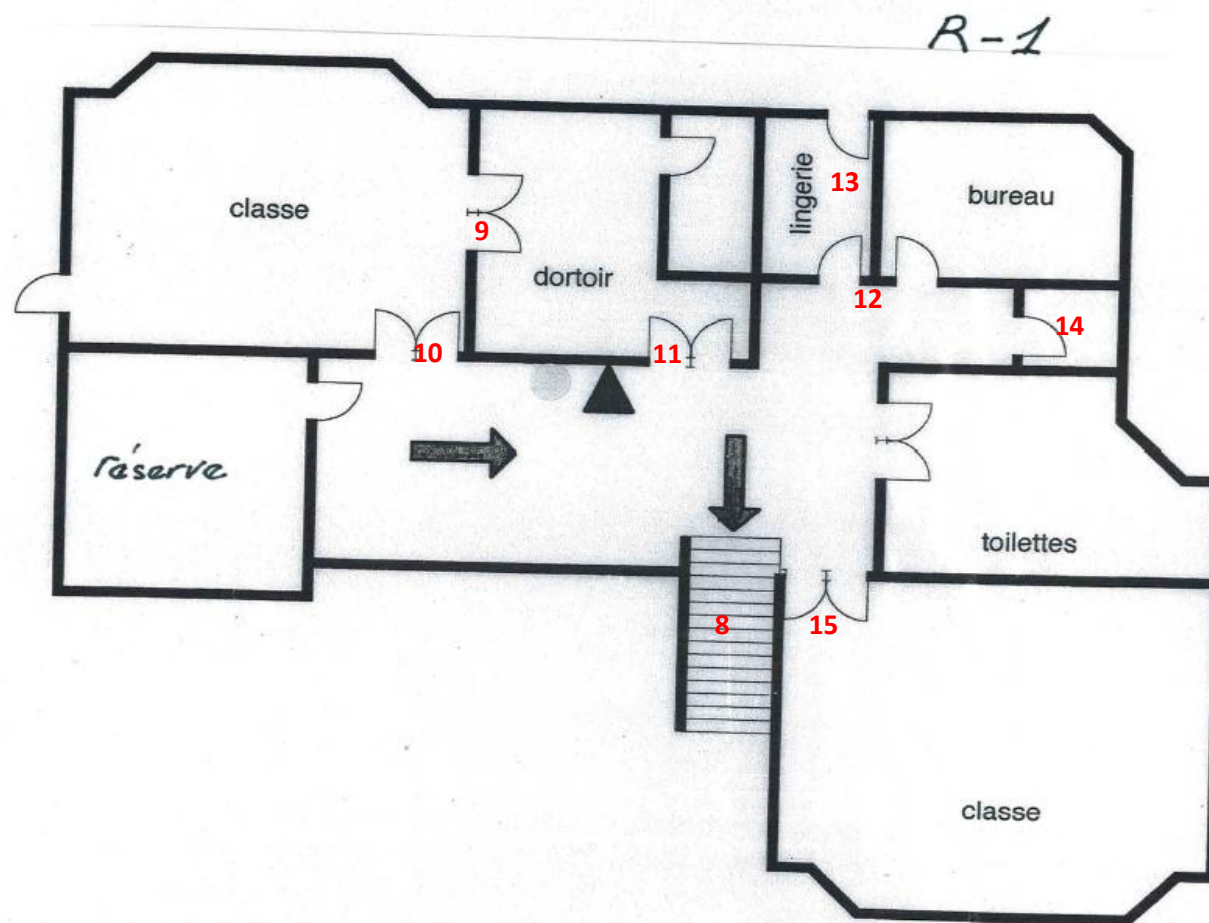 R-1
classe
lingerie
13
bureau
9
dortoir
12
14
10
11
réserve
toilettes
8
15
classe